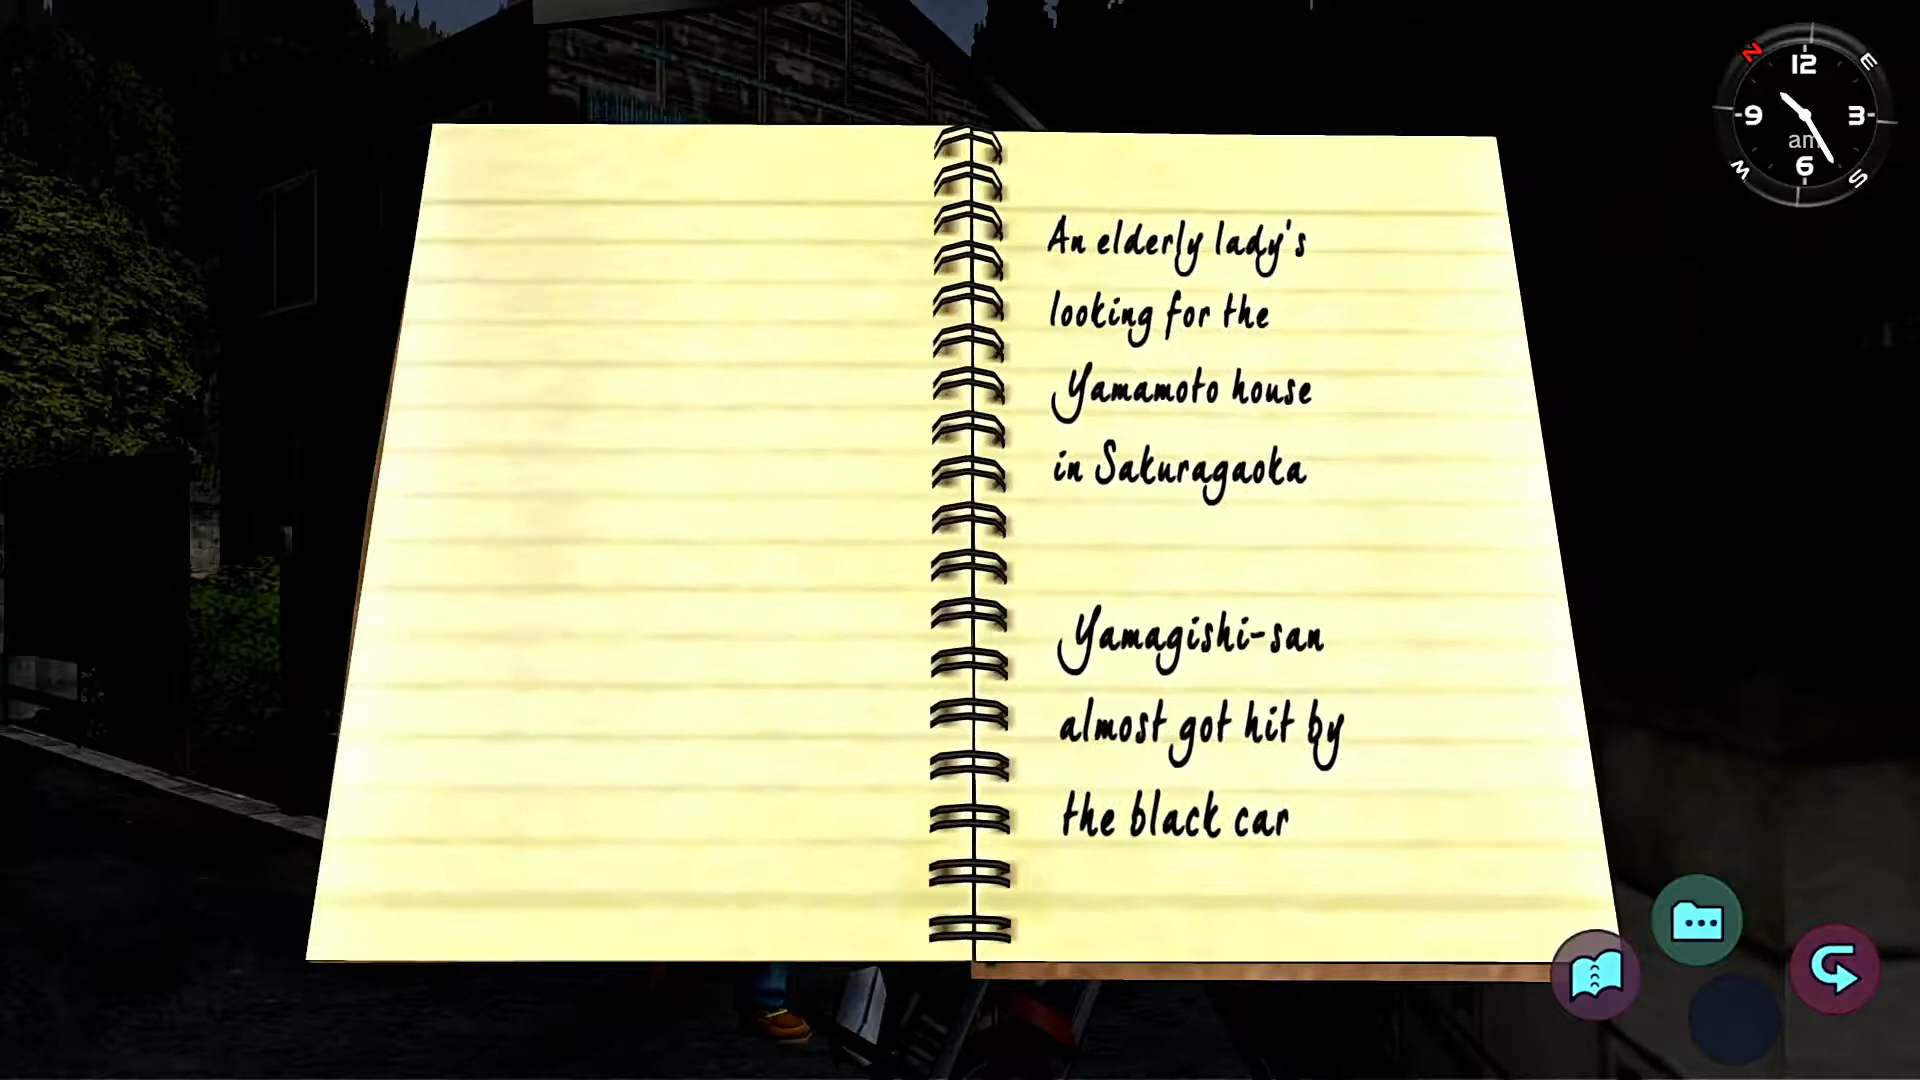 An elderly lady's
looking for the
Yamamoto house
in Sakuragaoka
Yamagishi-san
almost got hit by
the black car
N
E
S
W
12
3
6
9
am